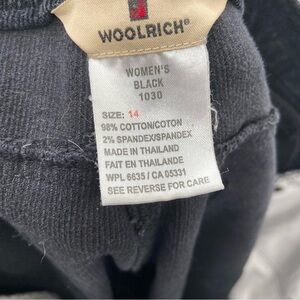 WOOLRICH®
WOMEN'S
BLACK
1030
SIZE: 14
98% COTTON/COTON
2% SPANDEX/SPANDEX
MADE IN THAILAND
FAIT EN THAILANDE
WPL 6635 / CA 05331
SEE REVERSE FOR CARE